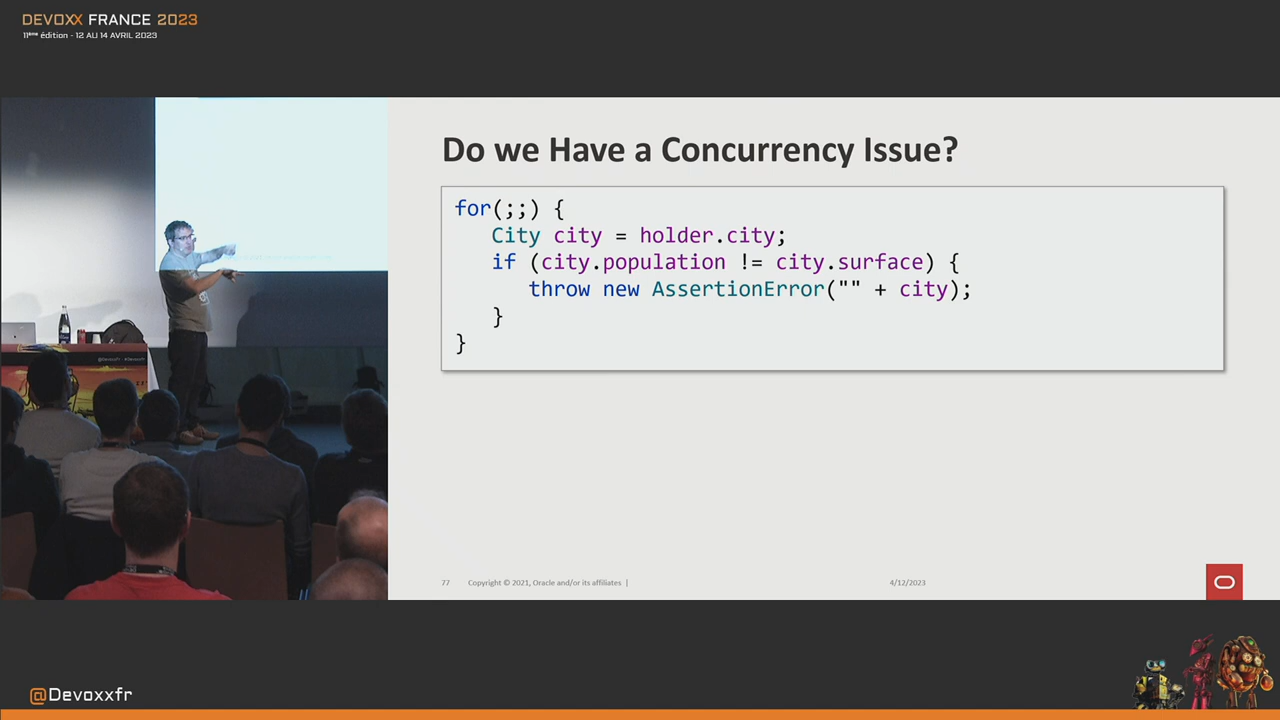 DEVOXX FRANCE 2023
11ème édition - 12 AU 14 AVRIL 2023
Do we Have a Concurrency Issue?
for(;;) {
City city = holder.city;
if (city.population != city.surface) {
throw new AssertionError("" + city);
}
}
77 Copyright © 2021, Oracle and/or its affiliates | 4/12/2023
@Devoxxfr